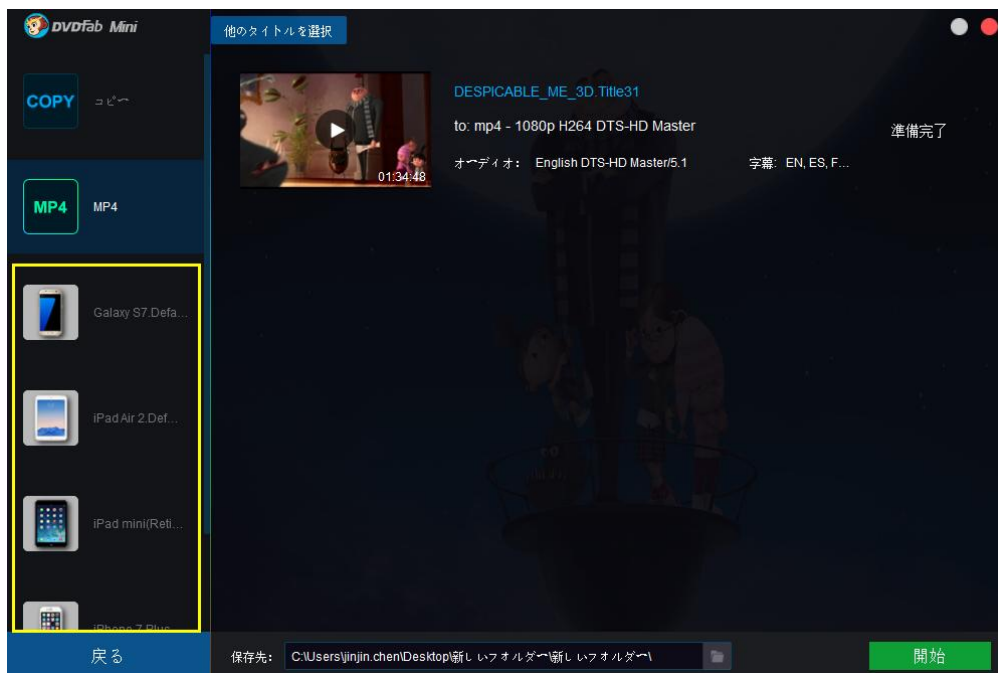 DVDFab Mini
他のタイトルを選択
COPY コピー
MP4 MP4
Galaxy S7.Defa...
iPad Air 2.Def...
iPad mini(Reti...
iPhone 7 Plus
DESPICABLE_ME_3D.Title31
to: mp4 - 1080p H264 DTS-HD Master
準備完了
オーディオ: English DTS-HD Master/5.1 字幕: EN, ES, F...
01:34:48
戻る
保存先: C:\Users\jinjin.chen\Desktop\新しいフォルダー\新しいフォルダー\
開始